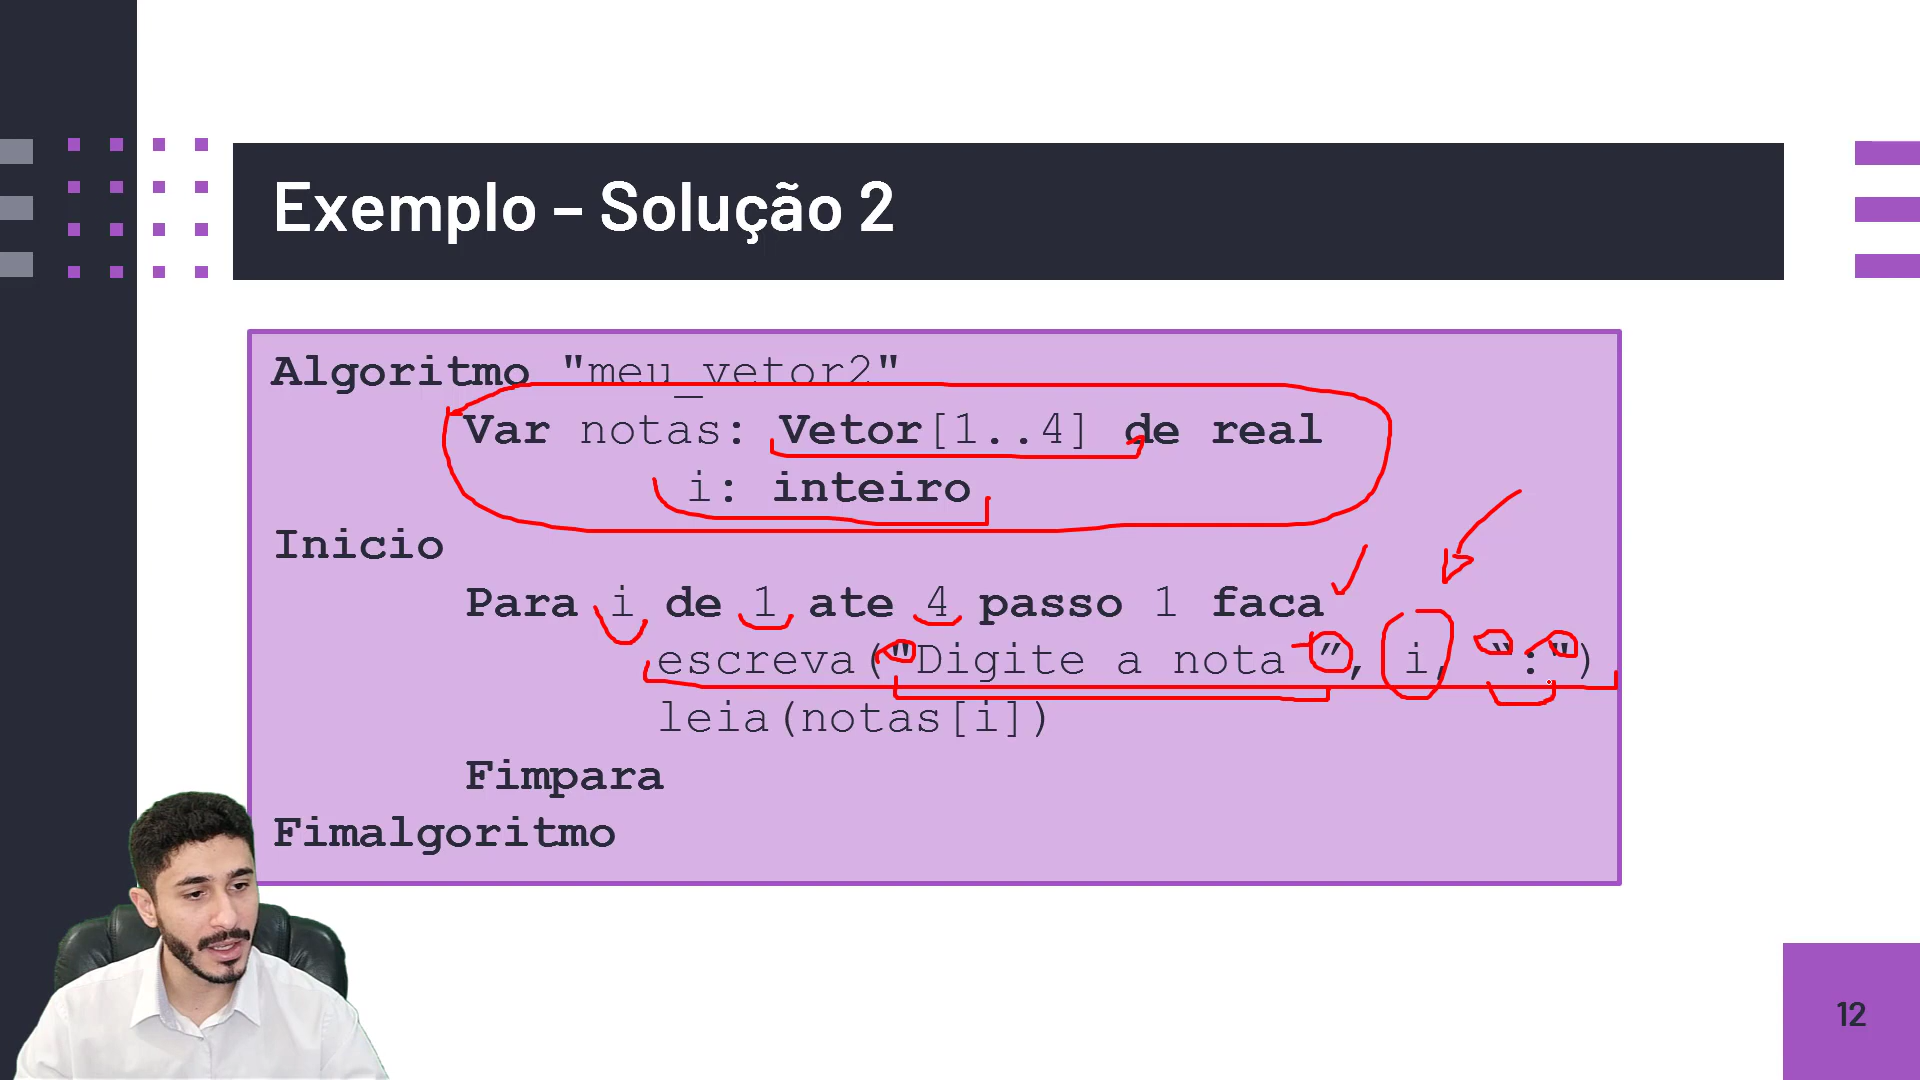 Exemplo – Solução 2
Algoritmo "meu_vetor2"
Var notas: Vetor[1..4] de real
i: inteiro
Inicio
Para i de 1 ate 4 passo 1 faca
escreva("Digite a nota ”, i, “:")
leia(notas[i])
Fimpara
Fimalgoritmo
12